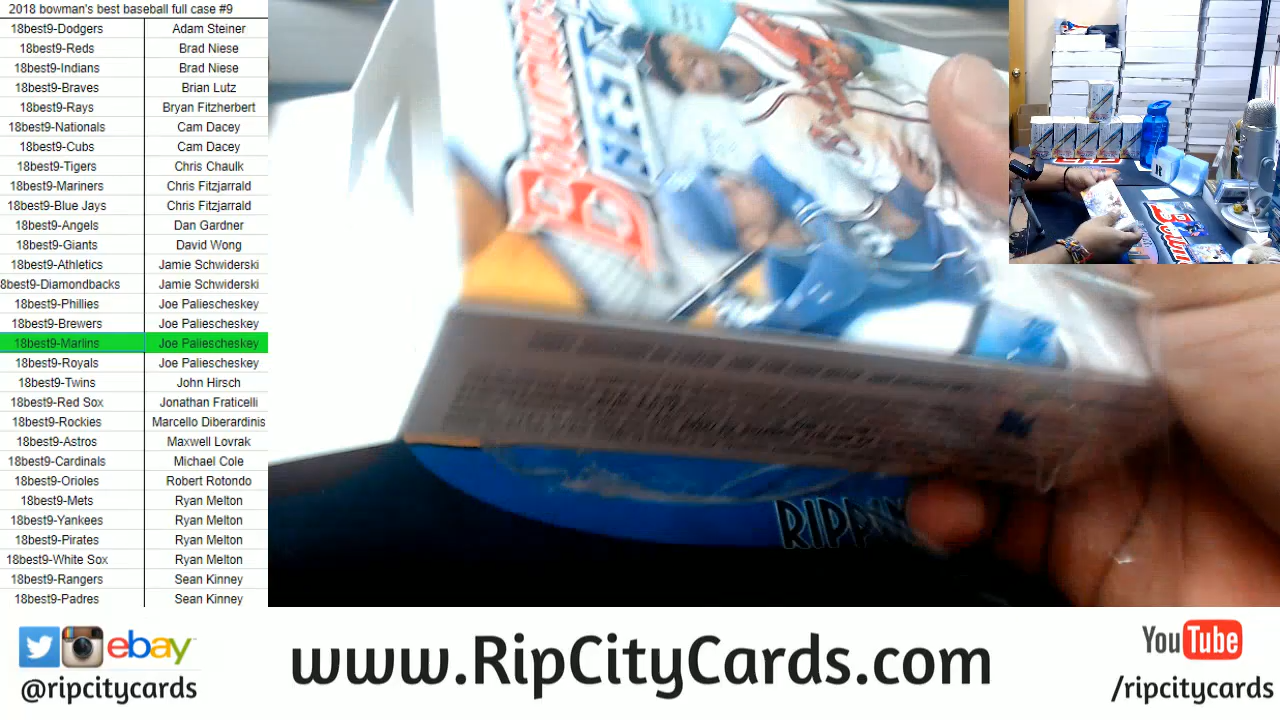 2018 bowman's best baseball full case #9
18best9-Dodgers Adam Steiner
18best9-Reds Brad Niese
18best9-Indians Brad Niese
18best9-Braves Brian Lutz
18best9-Rays Bryan Fitzherbert
18best9-Nationals Cam Dacey
18best9-Cubs Cam Dacey
18best9-Tigers Chris Chaulk
18best9-Mariners Chris Fitzjarrald
18best9-Blue Jays Chris Fitzjarrald
18best9-Angels Dan Gardner
18best9-Giants David Wong
18best9-Athletics Jamie Schwiderski
8best9-Diamondbacks Jamie Schwiderski
18best9-Phillies Joe Paliescheskey
18best9-Brewers Joe Paliescheskey
18best9-Marlins Joe Paliescheskey
18best9-Royals Joe Paliescheskey
18best9-Twins John Hirsch
18best9-Red Sox Jonathan Fraticelli
18best9-Rockies Marcello Diberardinis
18best9-Astros Maxwell Lovrak
18best9-Cardinals Michael Cole
18best9-Orioles Robert Rotondo
18best9-Mets Ryan Melton
18best9-Yankees Ryan Melton
18best9-Pirates Ryan Melton
18best9-White Sox Ryan Melton
18best9-Rangers Sean Kinney
18best9-Padres Sean Kinney
Bowman's
BEST
B
RIPP
ebay
@ripcitycards
www.RipCityCards.com
YouTube
/ripcitycards